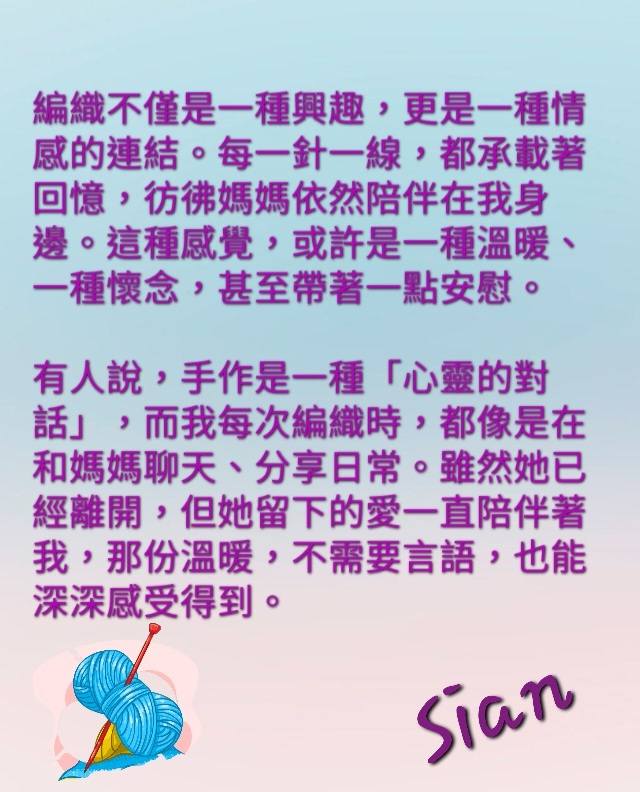 編織不僅是一種興趣，更是一種情
感的連結。每一針一線，都承載著
回憶，彷彿媽媽依然陪伴在我身
邊。這種感覺，或許是一種溫暖、
一種懷念，甚至帶著一點安慰。
有人說，手作是一種「心靈的對
話」，而我每次編織時，都像是在
和媽媽聊天、分享日常。雖然她已
經離開，但她留下的愛一直陪伴著
我，那份溫暖，不需要言語，也能
深深感受得到。
Sian